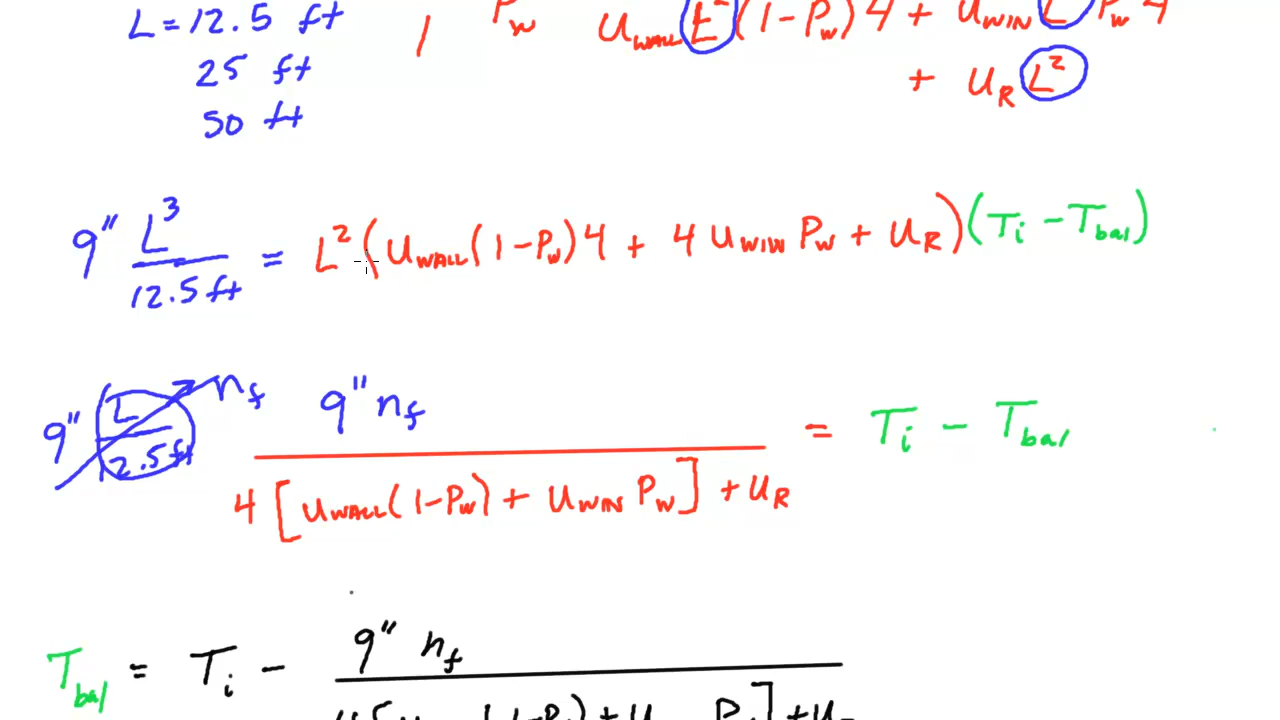 L = 12.5 ft , P_W U_WALL L² (1-P_W) 4 + U_WIN L² P_W 4
25 ft + U_R L²
50 ft
q'' L³ / 12.5 ft = L² (U_WALL (1-P_W) 4 + 4 U_WIN P_W + U_R) (T_i - T_bal)
q'' (L / 12.5 ft) n_f q'' n_f / 4 [U_WALL (1-P_W) + U_WIN P_W] + U_R = T_i - T_bal
T_bal = T_i - q'' n_f